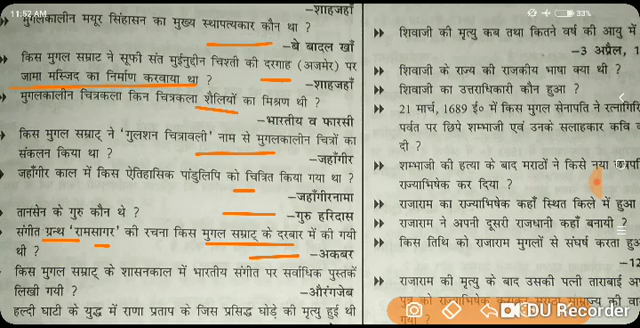 11:52 AM
33%
–शाहजहाँ
मुगलकालीन मयूर सिंहासन का मुख्य स्थापत्यकार कौन था ?
–बे बादल खाँ
किस मुगल सम्राट ने सूफी संत मुईनुद्दीन चिश्ती की दरगाह (अजमेर) पर
जामा मस्जिद का निर्माण करवाया था ?
–शाहजहाँ
मुगलकालीन चित्रकला किन चित्रकला शैलियों का मिश्रण थी ?
–भारतीय व फारसी
किस मुगल सम्राट् ने 'गुलशन चित्रावली' नाम से मुगलकालीन चित्रों का
संकलन किया था ?
–जहाँगीर
जहाँगीर काल में किस ऐतिहासिक पांडुलिपि को चित्रित किया गया था ?
–जहाँगीरनामा
तानसेन के गुरु कौन थे ?
–गुरु हरिदास
संगीत ग्रन्थ 'रामसागर' की रचना किस मुगल सम्राट् के दरबार में की गयी
थी ?
–अकबर
किस मुगल सम्राट् के शासनकाल में भारतीय संगीत पर सर्वाधिक पुस्तकें
लिखी गयी ?
–औरंगजेब
हल्दी घाटी के युद्ध में राणा प्रताप के जिस प्रसिद्ध घोड़े की मृत्यु हुई थी
शिवाजी की मृत्यु कब तथा कितने वर्ष की आयु में
–3 अप्रैल, 1
शिवाजी के राज्य की राजकीय भाषा क्या थी ?
शिवाजी का उत्तराधिकारी कौन हुआ ?
21 मार्च, 1689 ई० में किस मुगल सेनापति ने रत्नागिरि
पर्वत पर छिपे शम्भाजी एवं उनके सलाहकार कवि
दी ?
शम्भाजी की हत्या के बाद मराठों ने किसे नया
राज्याभिषेक कर दिया ?
राजाराम का राज्याभिषेक कहाँ स्थित किले में हुआ
राजाराम ने अपनी दूसरी राजधानी कहाँ बनायी ?
किस तिथि को राजाराम मुगलों से संघर्ष करता हुआ
–12
राजाराम की मृत्यु के बाद उसकी पत्नी ताराबाई
गया ?
DU Recorder